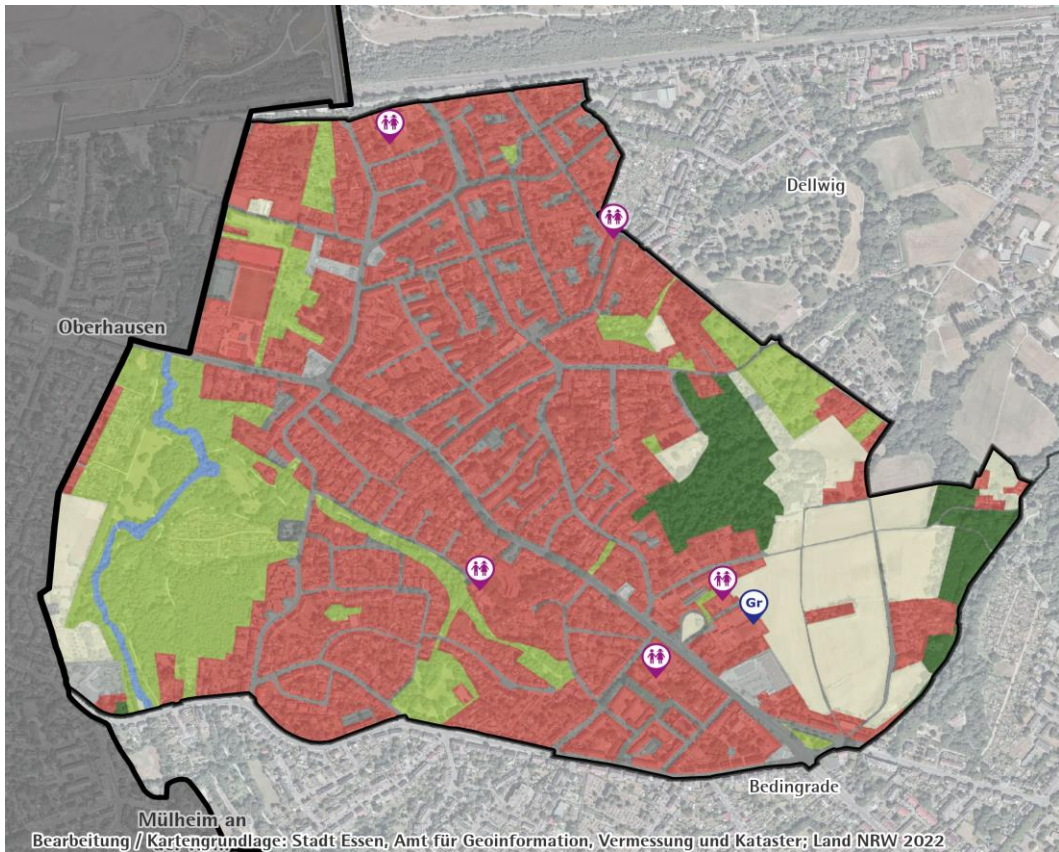 Dellwig
Oberhausen
Gr
Bedingrade
Mülheim an
Bearbeitung / Kartengrundlage: Stadt Essen, Amt für Geoinformation, Vermessung und Kataster; Land NRW 2022